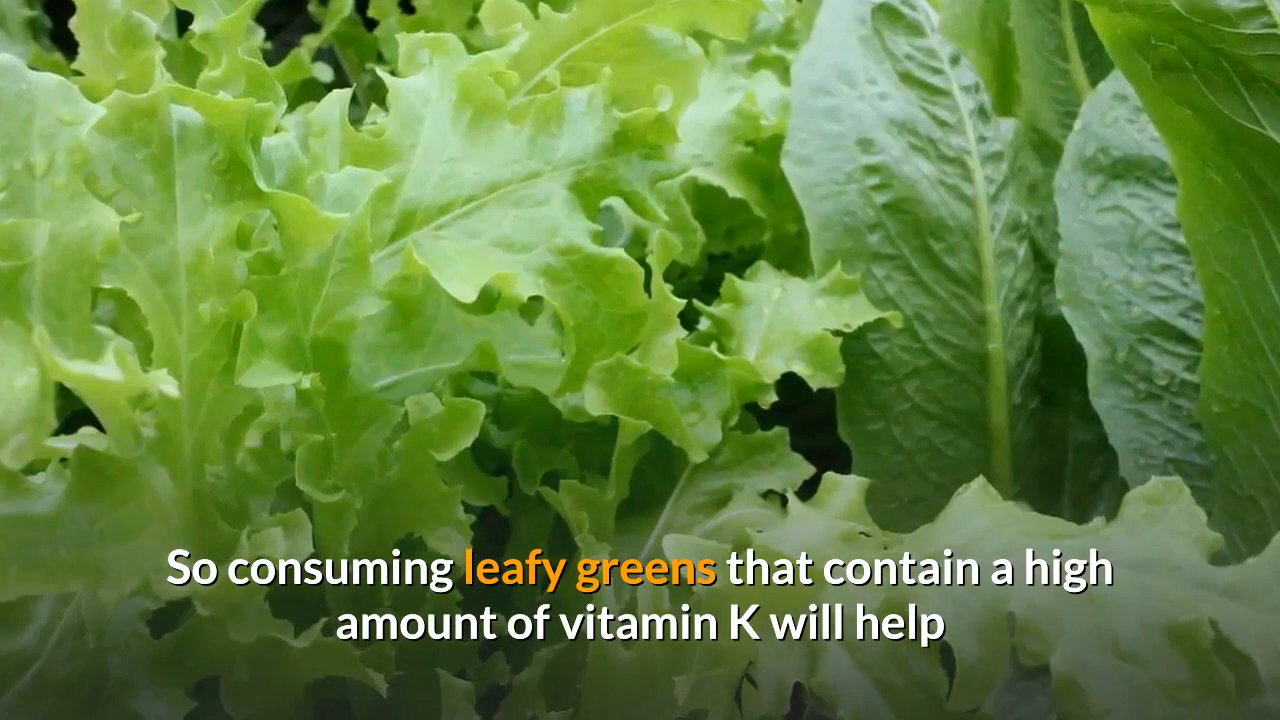 So consuming leafy greens that contain a high
amount of vitamin K will help